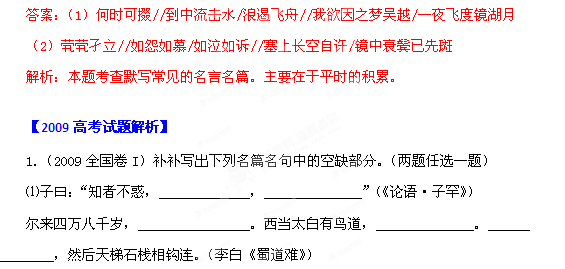 答案：（1）何时可掇//到中流击水/浪遏飞舟//我欲因之梦吴越/一夜飞度镜湖月
（2）茕茕孑立//如怨如慕/如泣如诉//塞上长空自许/镜中衰鬓已先斑
解析：本题考查默写常见的名言名篇。主要在于平时的积累。
【2009 高考试题解析】
1.（2009 全国卷 I）补补写出下列名篇名句中的空缺部分。（两题任选一题）
⑴子曰：“知者不惑，____________，_____________”(《论语·子罕》)
尔来四万八千岁，_______________。西当太白有鸟道，_____________。______
_______，然后天梯石栈相钩连。（李白《蜀道难》）